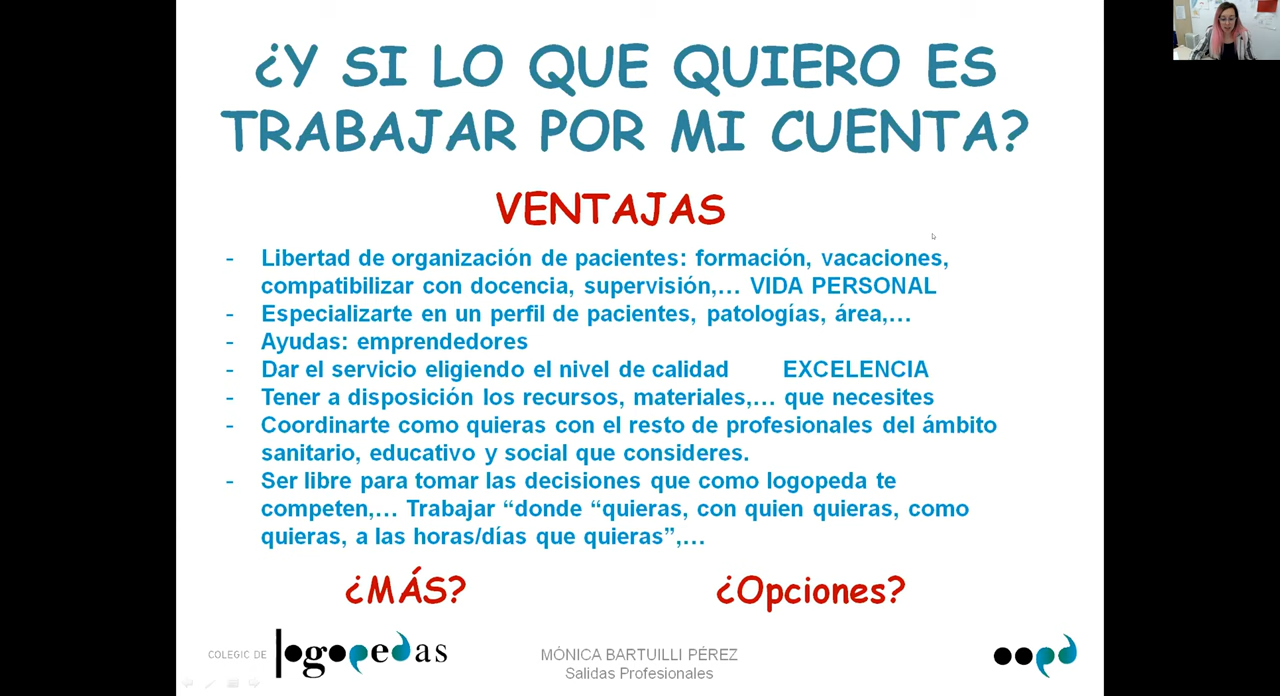 ¿Y SI LO QUE QUIERO ES
TRABAJAR POR MI CUENTA?
VENTAJAS
- Libertad de organización de pacientes: formación, vacaciones,
compatibilizar con docencia, supervisión,... VIDA PERSONAL
- Especializarte en un perfil de pacientes, patologías, área,...
- Ayudas: emprendedores
- Dar el servicio eligiendo el nivel de calidad EXCELENCIA
- Tener a disposición los recursos, materiales,... que necesites
- Coordinarte como quieras con el resto de profesionales del ámbito
sanitario, educativo y social que consideres.
- Ser libre para tomar las decisiones que como logopeda te
competen,... Trabajar “donde “quieras, con quien quieras, como
quieras, a las horas/días que quieras”,...
¿MÁS? ¿Opciones?
COLEGIC DE logopedas
MÓNICA BARTUILLI PÉREZ
Salidas Profesionales